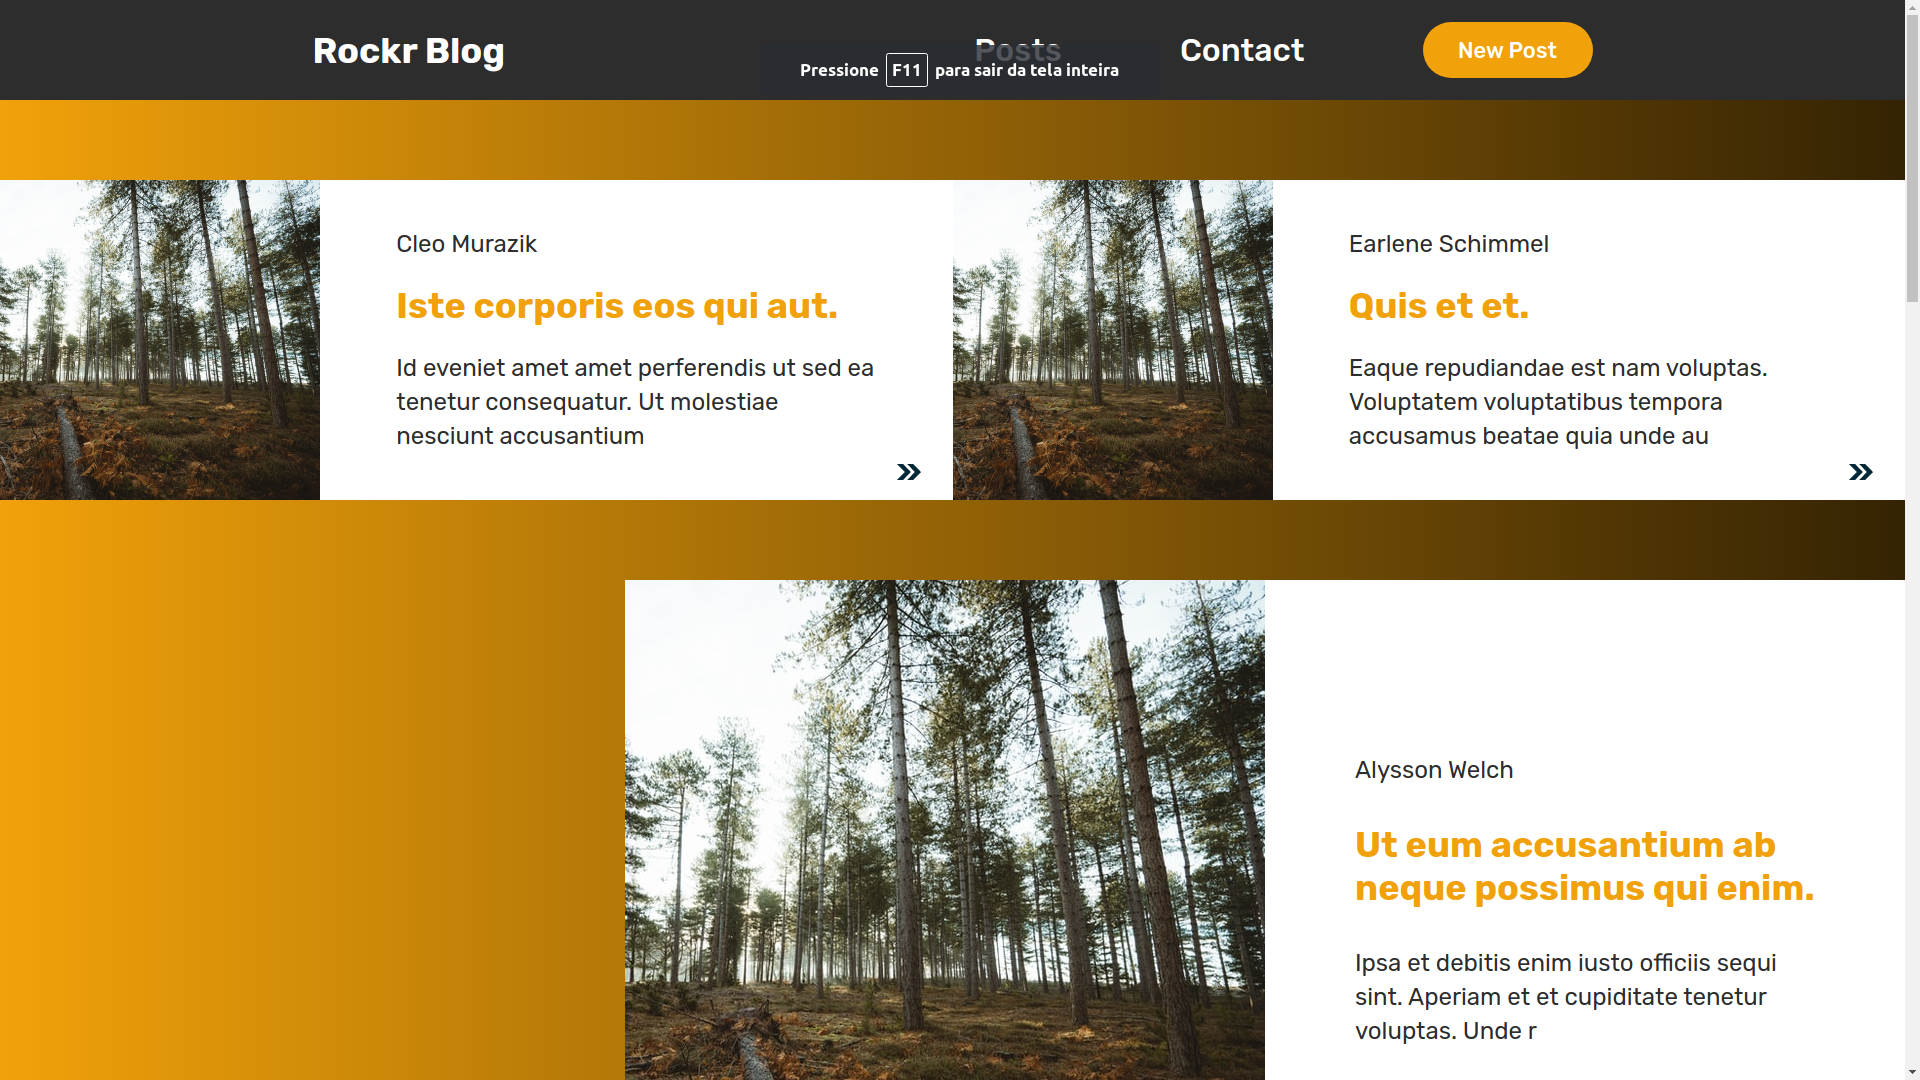 Rockr Blog
Posts
Contact
New Post
Pressione F11 para sair da tela inteira
Cleo Murazik
Iste corporis eos qui aut.
Id eveniet amet amet perferendis ut sed ea
tenetur consequatur. Ut molestiae
nesciunt accusantium
Earlene Schimmel
Quis et et.
Eaque repudiandae est nam voluptas.
Voluptatem voluptatibus tempora
accusamus beatae quia unde au
Alysson Welch
Ut eum accusantium ab
neque possimus qui enim.
Ipsa et debitis enim iusto officiis sequi
sint. Aperiam et et cupiditate tenetur
voluptas. Unde r